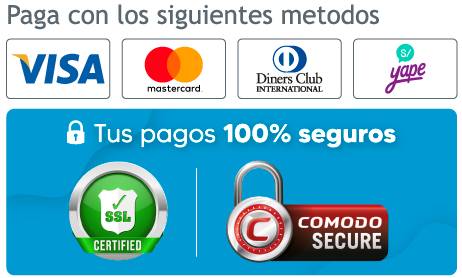 Paga con los siguientes metodos
VISA
mastercard.
Diners Club
INTERNATIONAL
S/
yape
Tus pagos 100% seguros
SSL
CERTIFIED
C
COMODO
SECURE